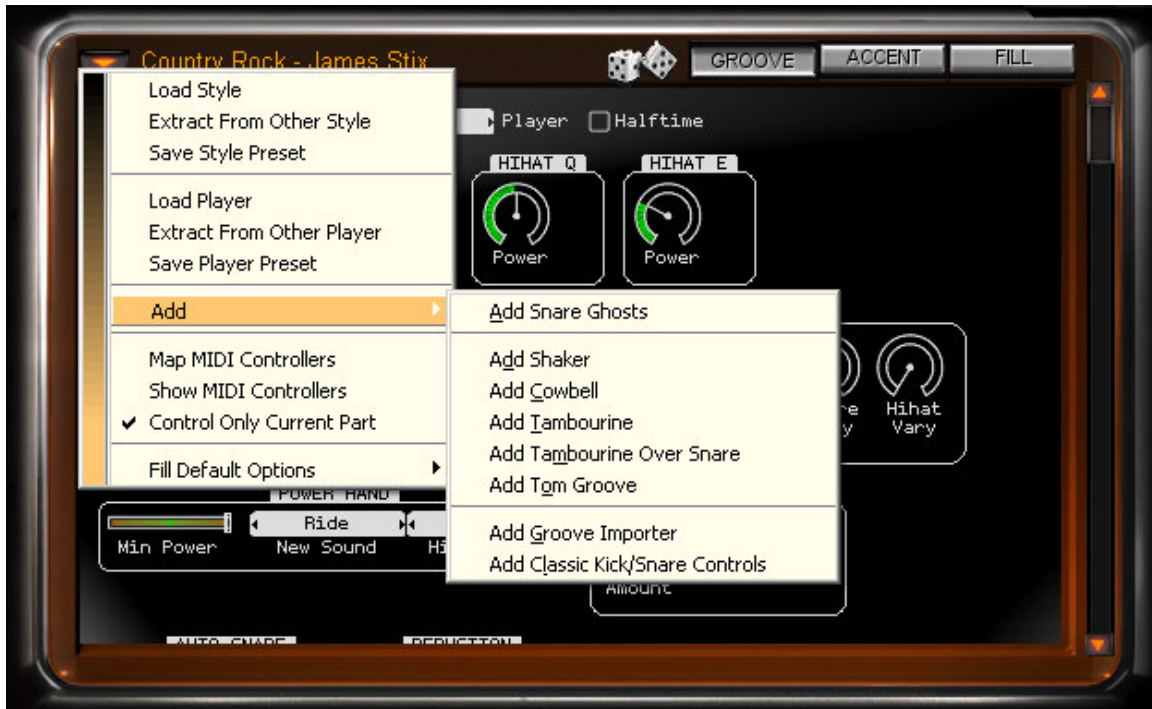 Country Rock - James Stix
GROOVE
ACCENT
FILL
Load Style
Extract From Other Style
Save Style Preset
Player
Halftime
HIHAT Q
HIHAT E
Power
Power
Load Player
Extract From Other Player
Save Player Preset
Add
Add Snare Ghosts
Add Shaker
Add Cowbell
Add Tambourine
Add Tambourine Over Snare
Add Tom Groove
Add Groove Importer
Add Classic Kick/Snare Controls
Hihat
Vary
Map MIDI Controllers
Show MIDI Controllers
Control Only Current Part
Fill Default Options
POWER HAND
Ride
Min Power
New Sound
Amount